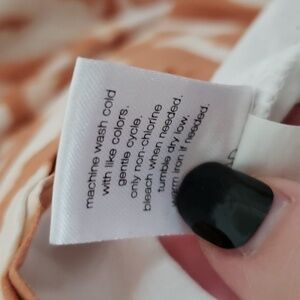 machine wash cold
with like colors.
gentle cycle.
only non-chlorine
bleach when needed.
tumble dry low.
warm iron if needed.